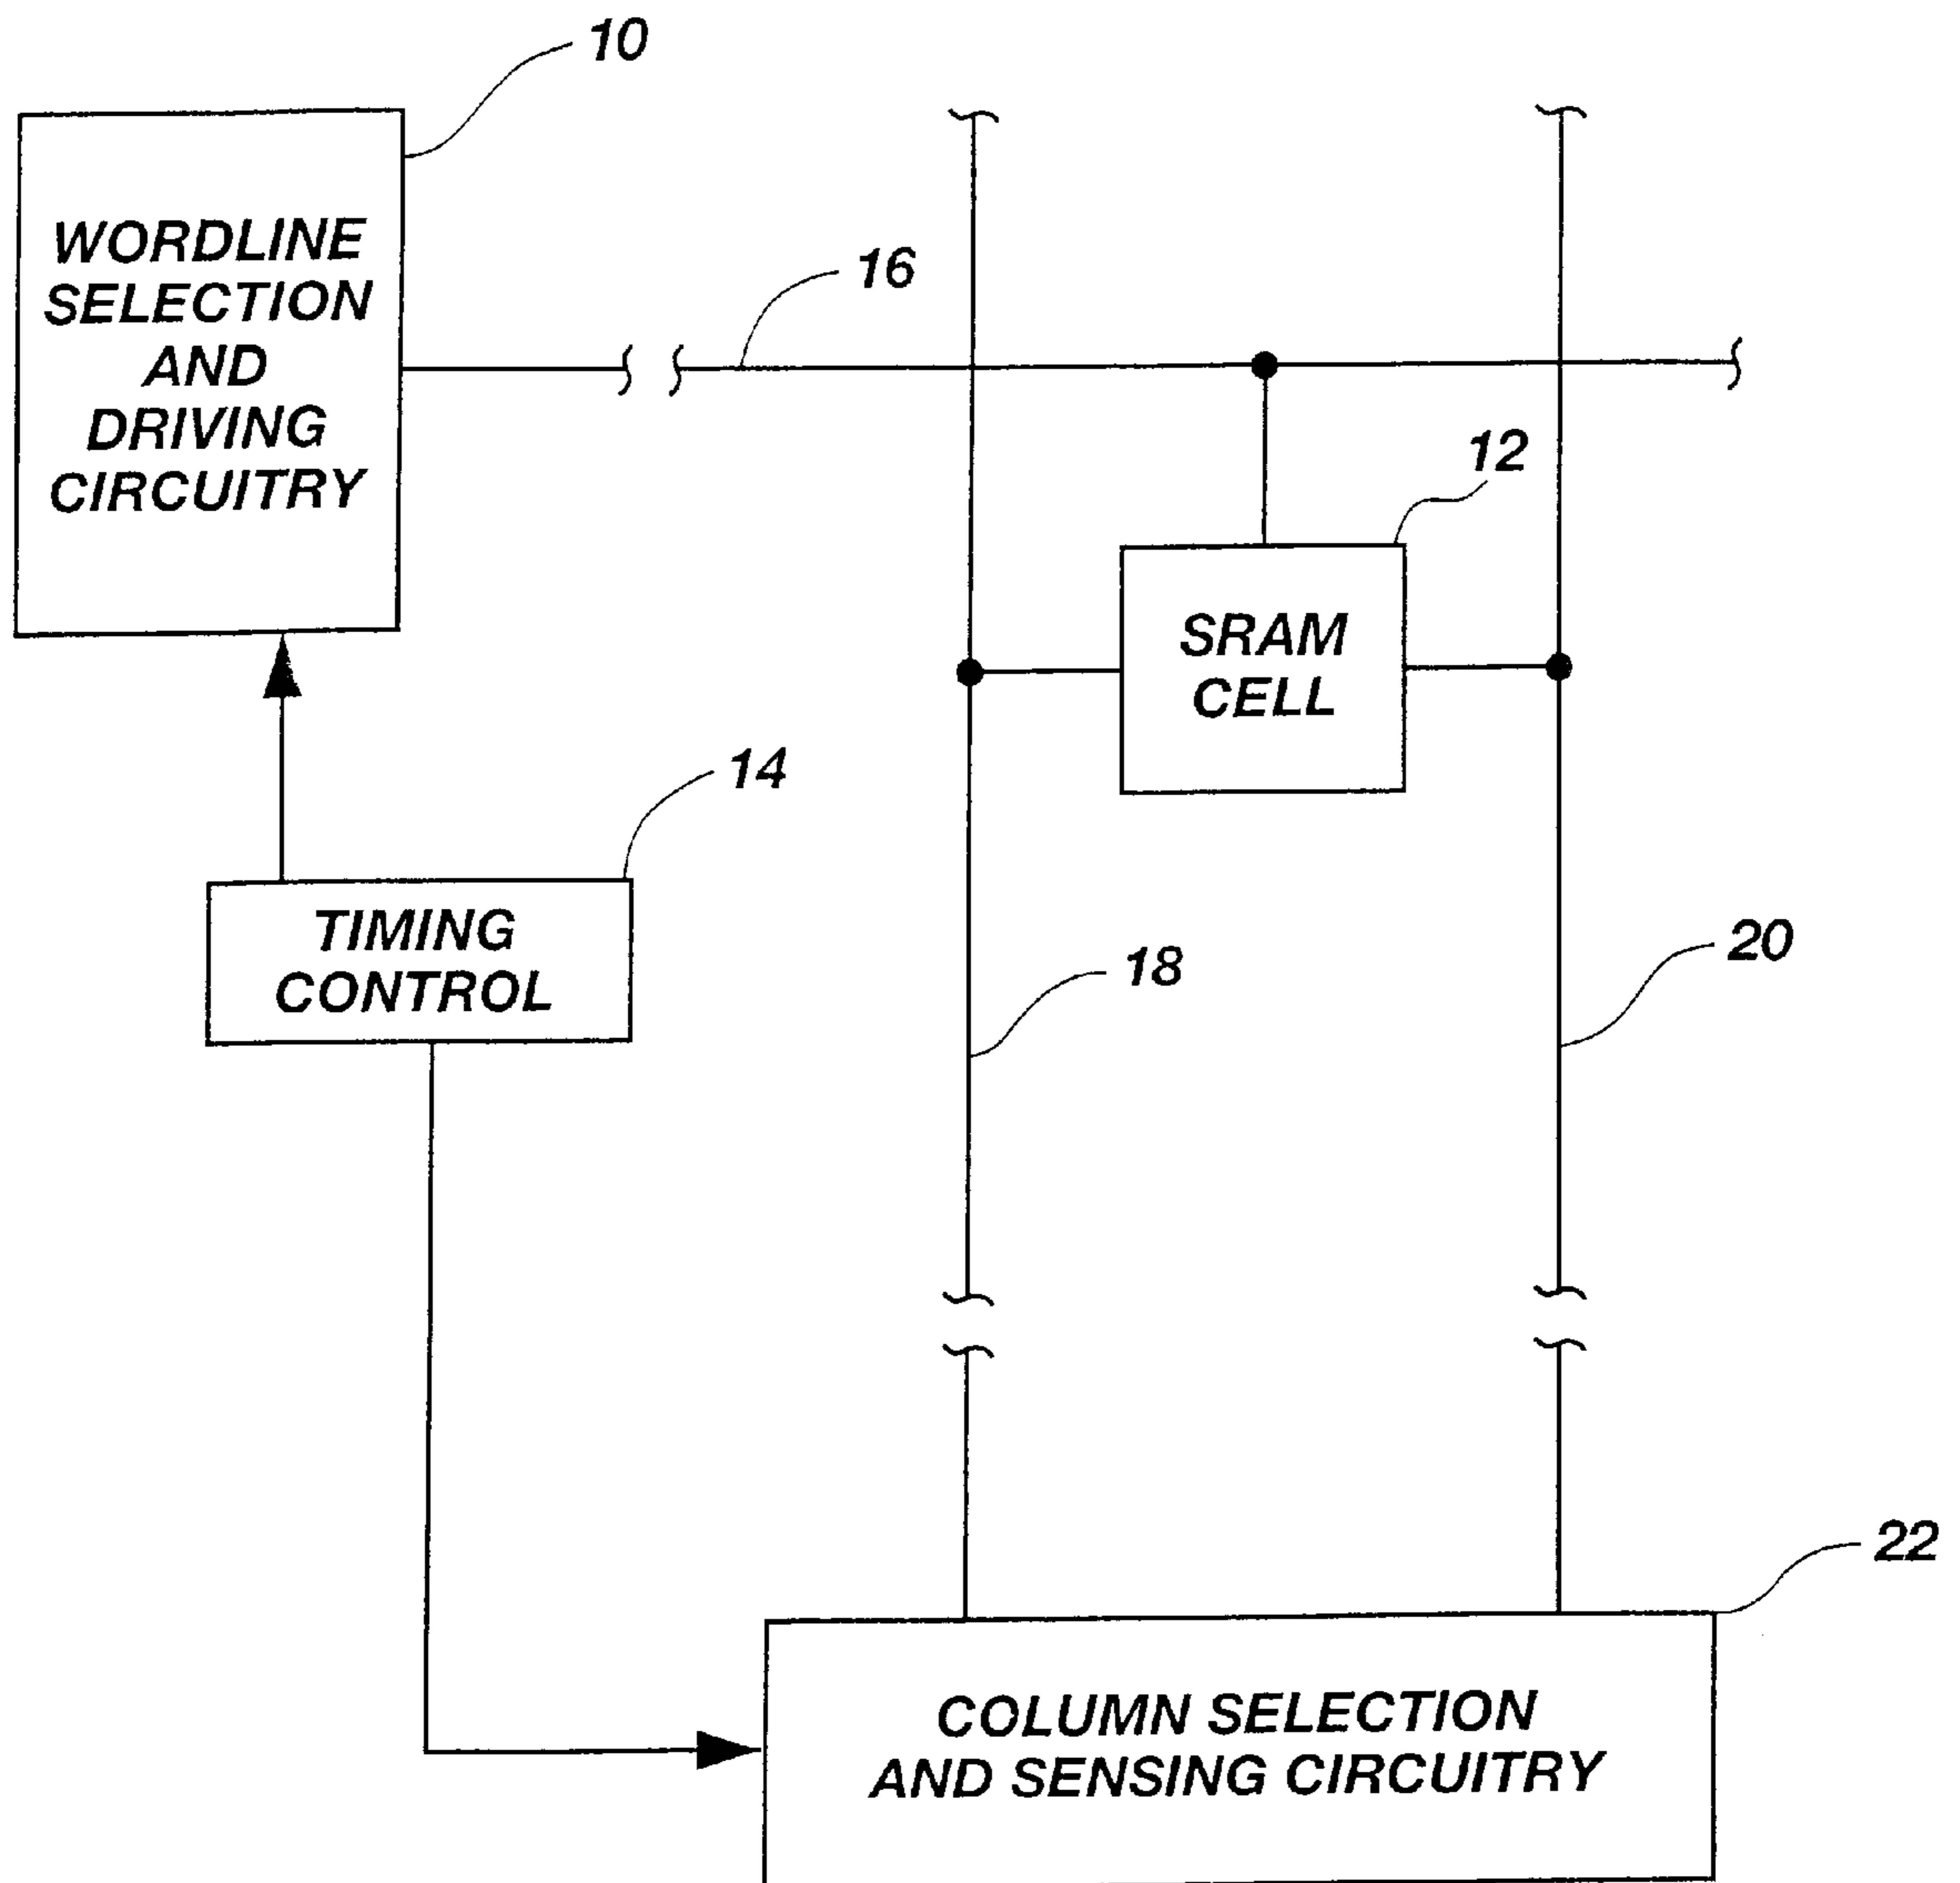 10
WORDLINE
SELECTION
AND
DRIVING
CIRCUITRY
16
12
SRAM
CELL
14
TIMING
CONTROL
18
20
22
COLUMN SELECTION
AND SENSING CIRCUITRY